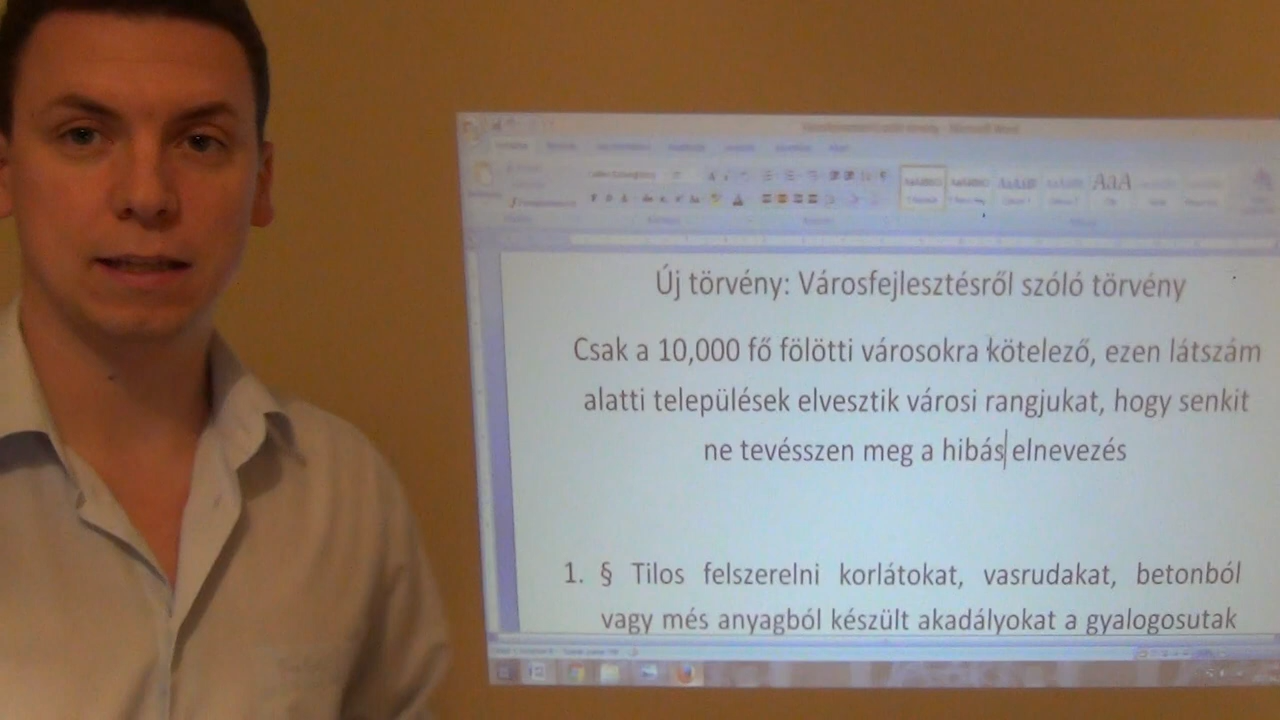 Új törvény: Városfejlesztésről szóló törvény
Csak a 10,000 fő fölötti városokra kötelező, ezen látszám
alatti települések elvesztik városi rangjukat, hogy senkit
ne tevésszen meg a hibás elnevezés
1. § Tilos felszerelni korlátokat, vasrudakat, betonból
vagy més anyagból készült akadályokat a gyalogosutak